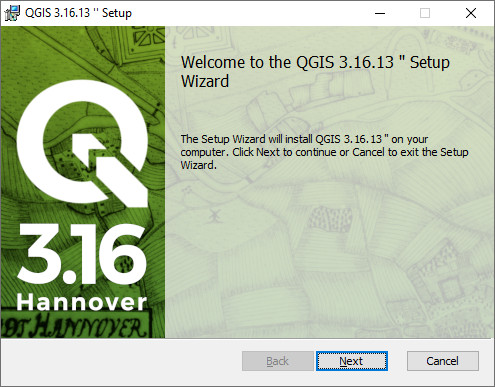 QGIS 3.16.13 '' Setup
Welcome to the QGIS 3.16.13 " Setup
Wizard
The Setup Wizard will install QGIS 3.16.13 " on your
computer. Click Next to continue or Cancel to exit the Setup
Wizard.
3.16
Hannover
HANNOVER
Back
Next
Cancel